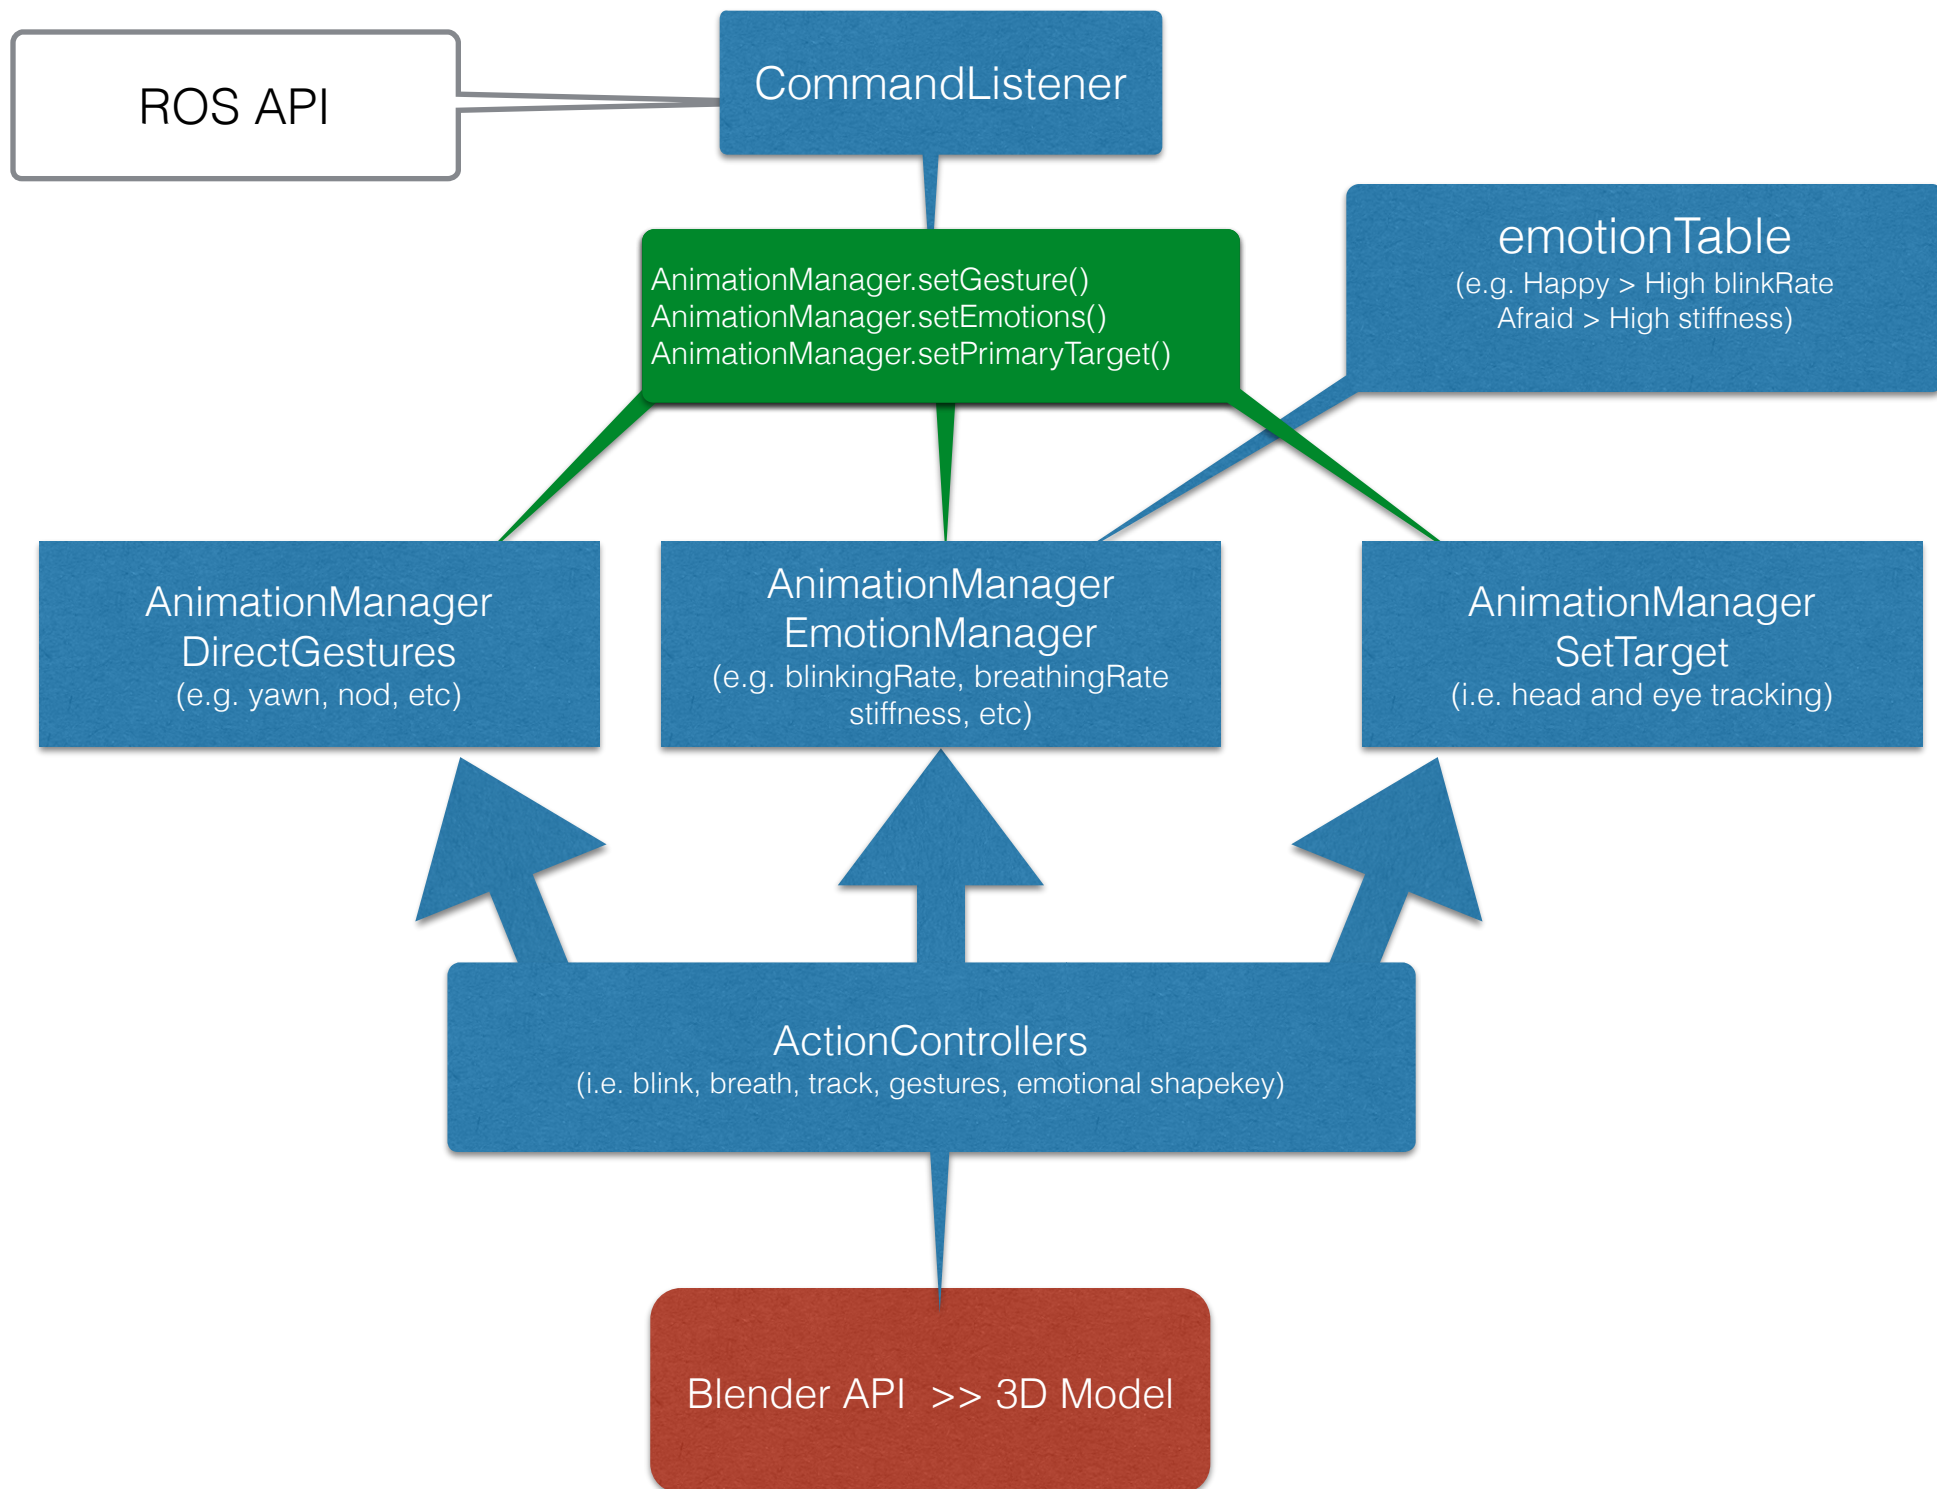 ROS API
CommandListener
AnimationManager.setGesture()
AnimationManager.setEmotions()
AnimationManager.setPrimaryTarget()
emotionTable
(e.g. Happy > High blinkRate
Afraid > High stiffness)
AnimationManager
DirectGestures
(e.g. yawn, nod, etc)
AnimationManager
EmotionManager
(e.g. blinkingRate, breathingRate
stiffness, etc)
AnimationManager
SetTarget
(i.e. head and eye tracking)
ActionControllers
(i.e. blink, breath, track, gestures, emotional shapekey)
Blender API >> 3D Model